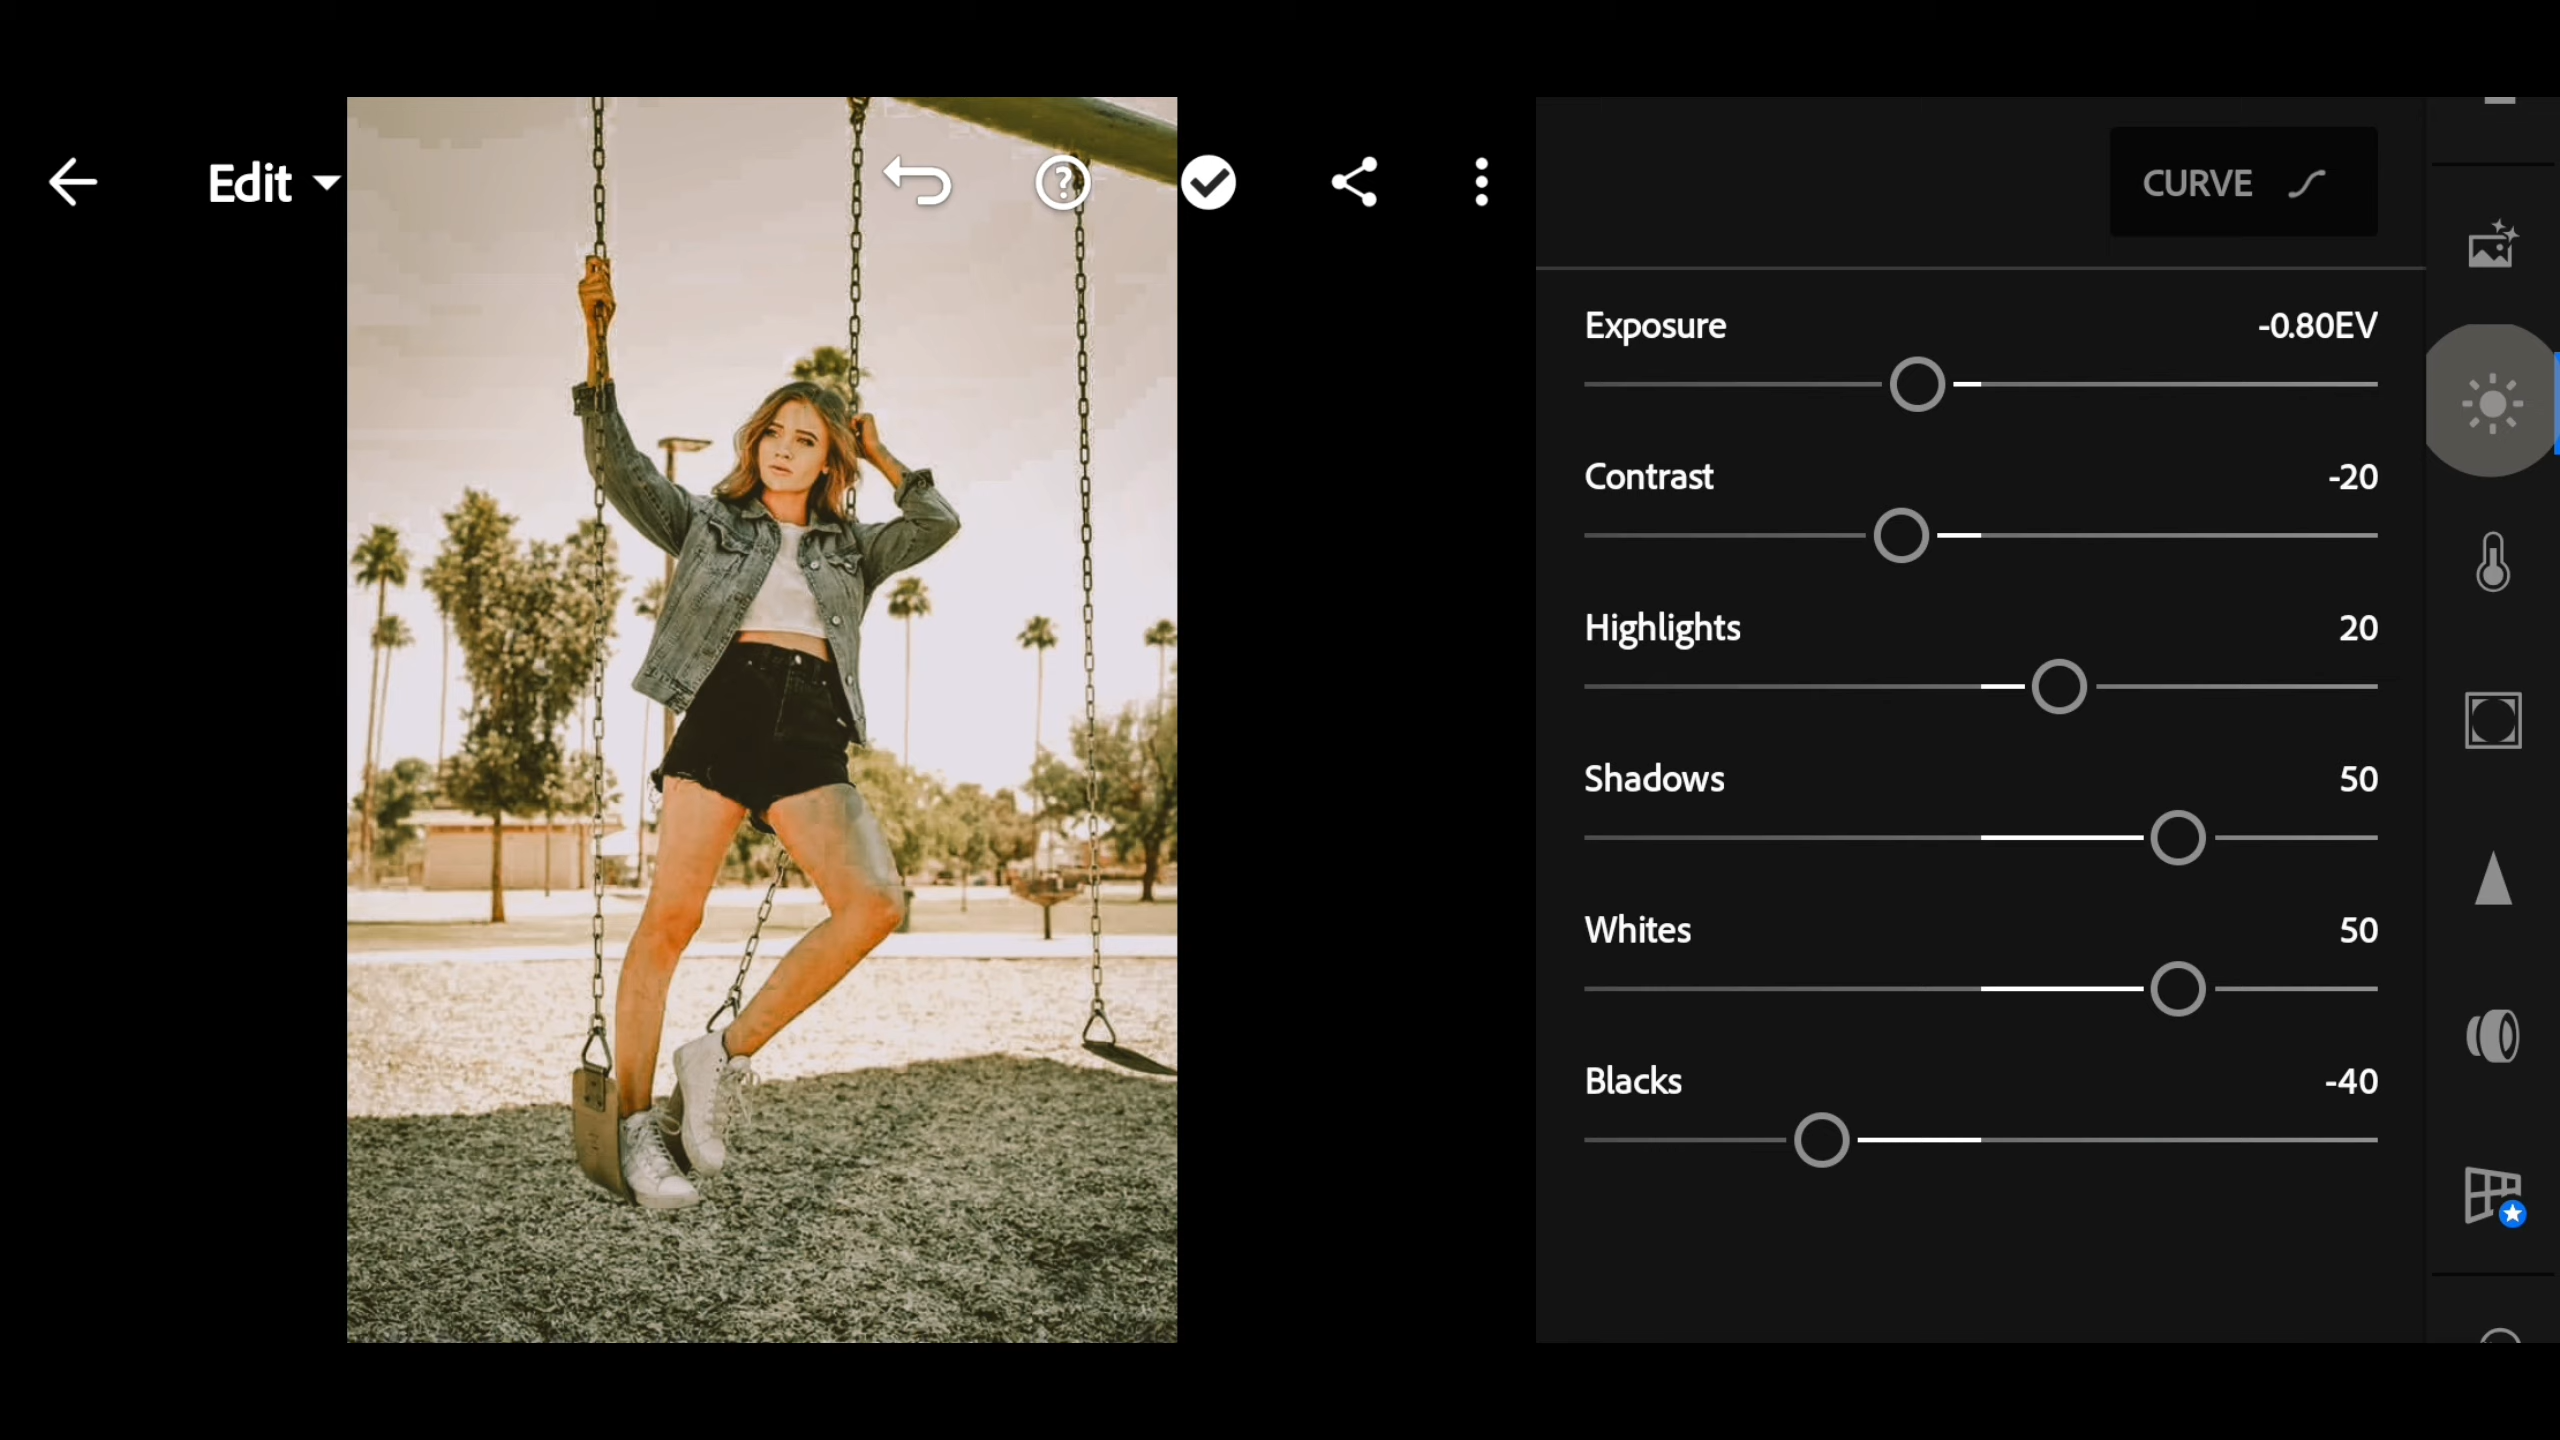 Edit
CURVE
Exposure -0.80EV
Contrast -20
Highlights 20
Shadows 50
Whites 50
Blacks -40